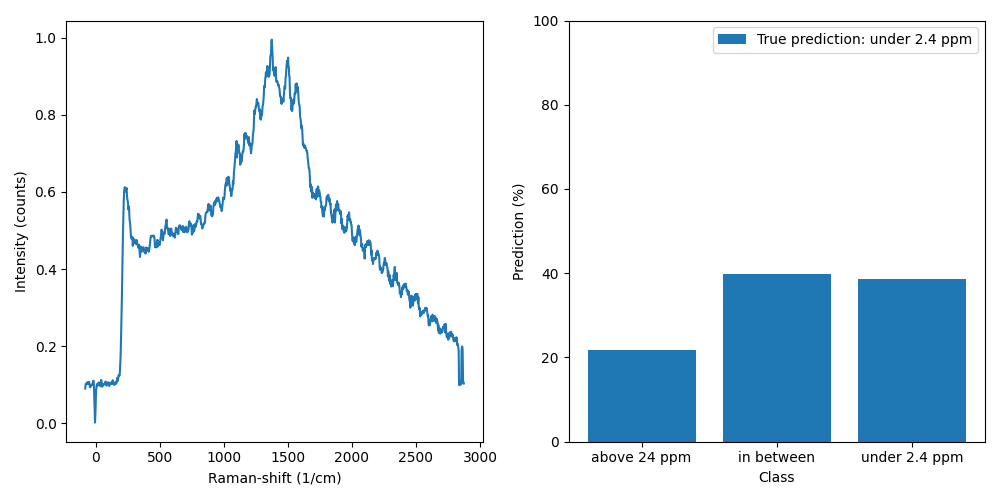 1.0
0.8
0.6
0.4
0.2
0.0
Intensity (counts)
0
500
1000
1500
2000
2500
3000
Raman-shift (1/cm)
100
80
60
40
20
0
Prediction (%)
True prediction: under 2.4 ppm
above 24 ppm
in between
under 2.4 ppm
Class